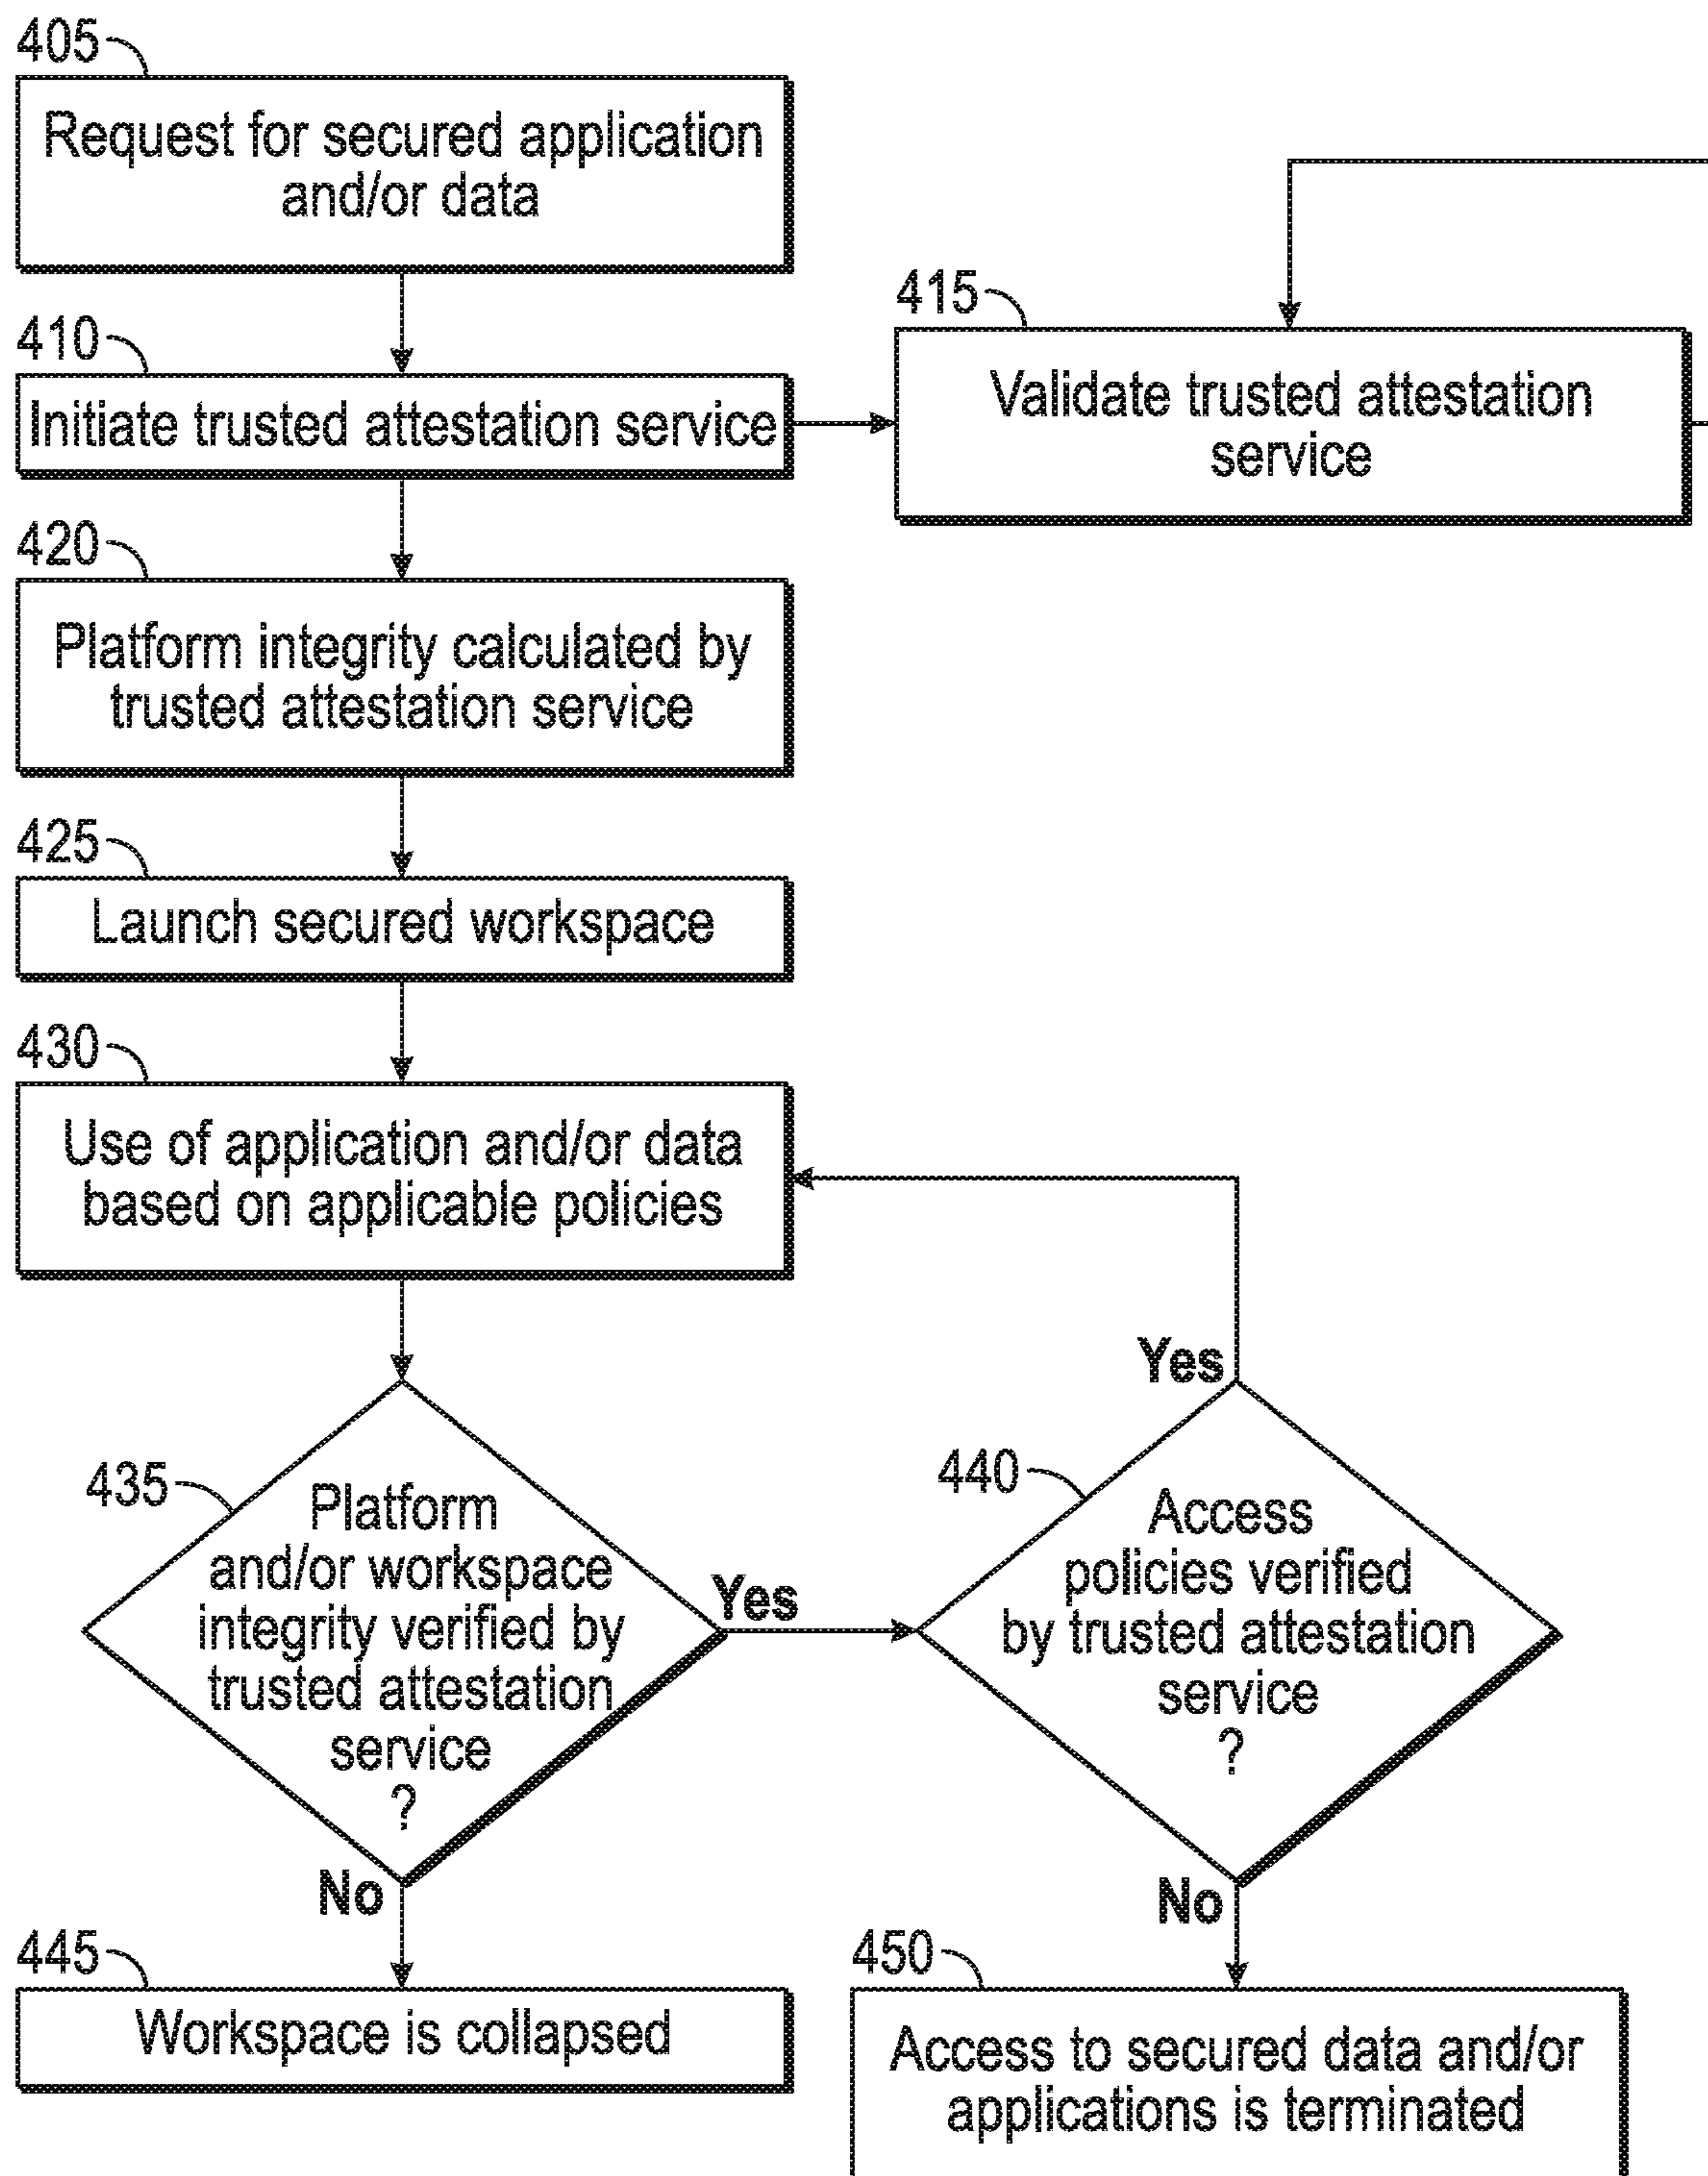 405
Request for secured application
and/or data
410
Initiate trusted attestation service
415
Validate trusted attestation
service
420
Platform integrity calculated by
trusted attestation service
425
Launch secured workspace
430
Use of application and/or data
based on applicable policies
435
Platform
and/or workspace
integrity verified by
trusted attestation
service
?
Yes
No
440
Access
policies verified
by trusted attestation
service
?
Yes
No
445
Workspace is collapsed
450
Access to secured data and/or
applications is terminated